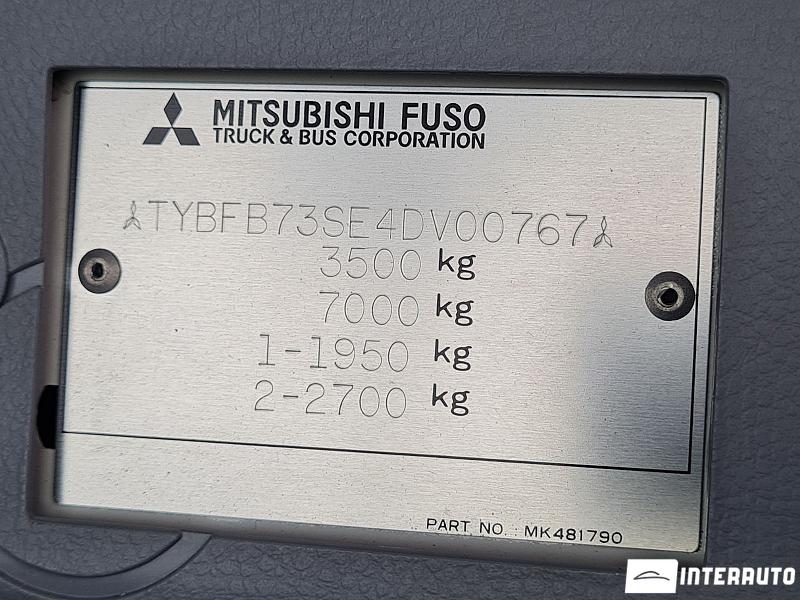 MITSUBISHI FUSO
TRUCK & BUS CORPORATION
TYBFB73SE4DV00767
3500 kg
7000 kg
1-1950 kg
2-2700 kg
PART NO. MK481790
INTERAUTO